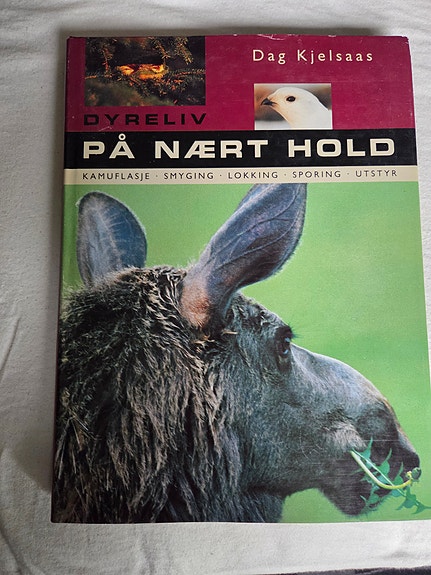 Dag Kjelsaas
DYRELIV
PÅ NÆRT HOLD
KAMUFLASJE · SMYGING · LOKKING · SPORING · UTSTYR